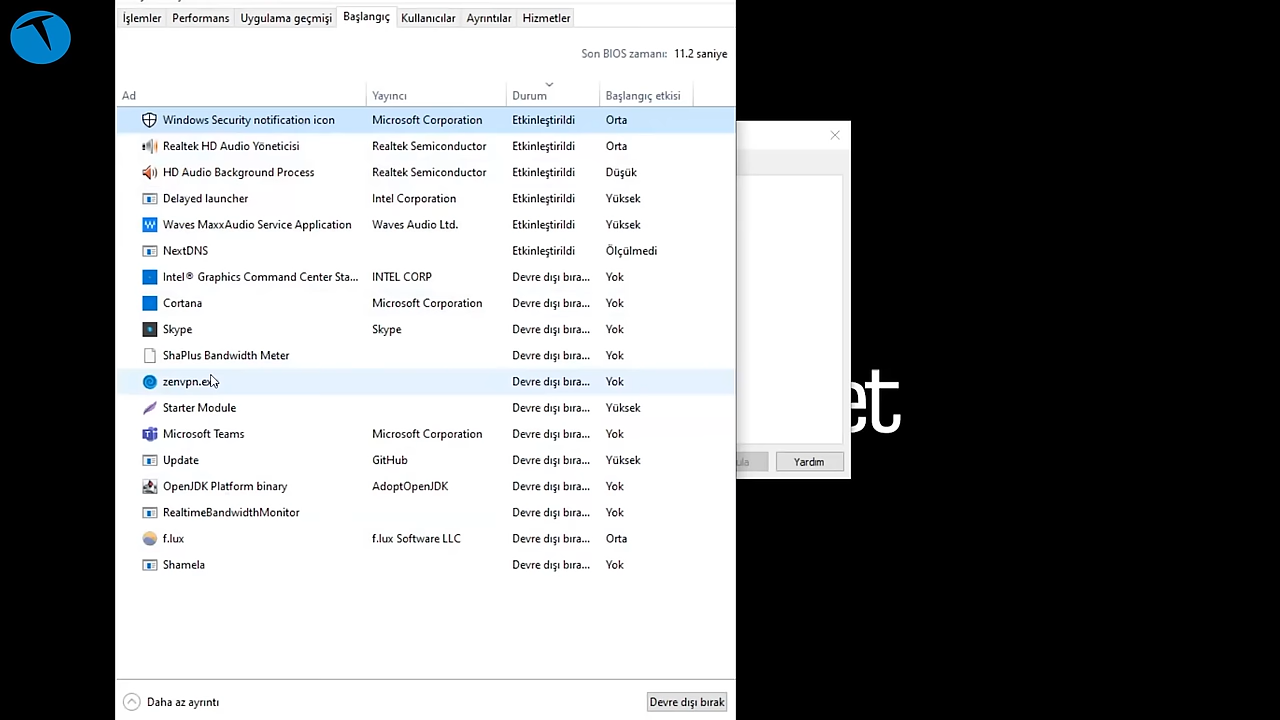 İşlemler Performans Uygulama geçmişi Başlangıç Kullanıcılar Ayrıntılar Hizmetler
Son BIOS zamanı: 11.2 saniye
Ad Yayıncı Durum Başlangıç etkisi
Windows Security notification icon Microsoft Corporation Etkinleştirildi Orta
Realtek HD Audio Yöneticisi Realtek Semiconductor Etkinleştirildi Orta
HD Audio Background Process Realtek Semiconductor Etkinleştirildi Düşük
Delayed launcher Intel Corporation Etkinleştirildi Yüksek
Waves MaxxAudio Service Application Waves Audio Ltd. Etkinleştirildi Yüksek
NextDNS Etkinleştirildi Ölçülmedi
Intel® Graphics Command Center Sta... INTEL CORP Devre dışı bıra... Yok
Cortana Microsoft Corporation Devre dışı bıra... Yok
Skype Skype Devre dışı bıra... Yok
ShaPlus Bandwidth Meter Devre dışı bıra... Yok
zenvpn.exe Devre dışı bıra... Yok
Starter Module Devre dışı bıra... Yüksek
Microsoft Teams Microsoft Corporation Devre dışı bıra... Yok
Update GitHub Devre dışı bıra... Yüksek
OpenJDK Platform binary AdoptOpenJDK Devre dışı bıra... Yok
RealtimeBandwidthMonitor Devre dışı bıra... Yok
f.lux f.lux Software LLC Devre dışı bıra... Orta
Shamela Devre dışı bıra... Yok
Daha az ayrıntı Devre dışı bırak
et
Yardım